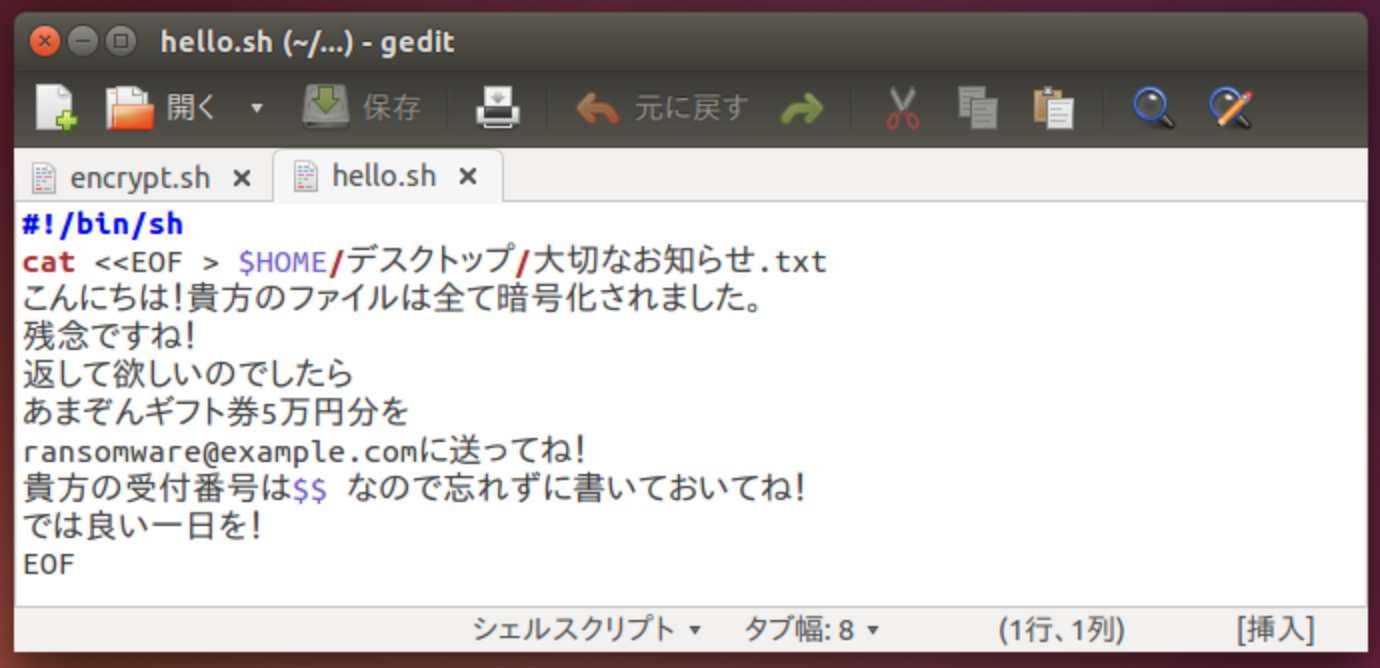 hello.sh (~/...) - gedit
開く 保存 元に戻す
encrypt.sh hello.sh
#!/bin/sh
cat <<EOF > $HOME/デスクトップ/大切なお知らせ.txt
こんにちは!貴方のファイルは全て暗号化されました。
残念ですね!
返して欲しいのでしたら
あまぞんギフト券5万円分を
ransomware@example.comに送ってね!
貴方の受付番号は$$ なので忘れずに書いておいてね!
では良い一日を!
EOF
シェルスクリプト タブ幅: 8 (1行、1列) [挿入]